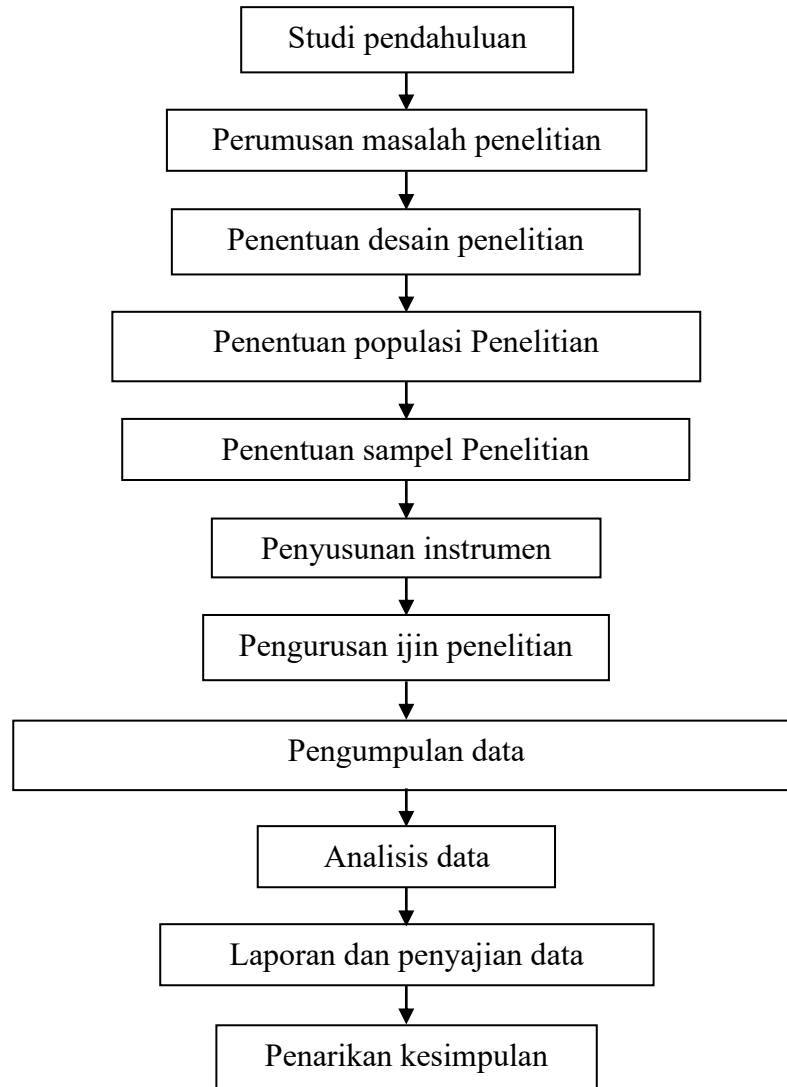 Studi pendahuluan
Perumusan masalah penelitian
Penentuan desain penelitian
Penentuan populasi Penelitian
Penentuan sampel Penelitian
Penyusunan instrumen
Pengurusan ijin penelitian
Pengumpulan data
Analisis data
Laporan dan penyajian data
Penarikan kesimpulan